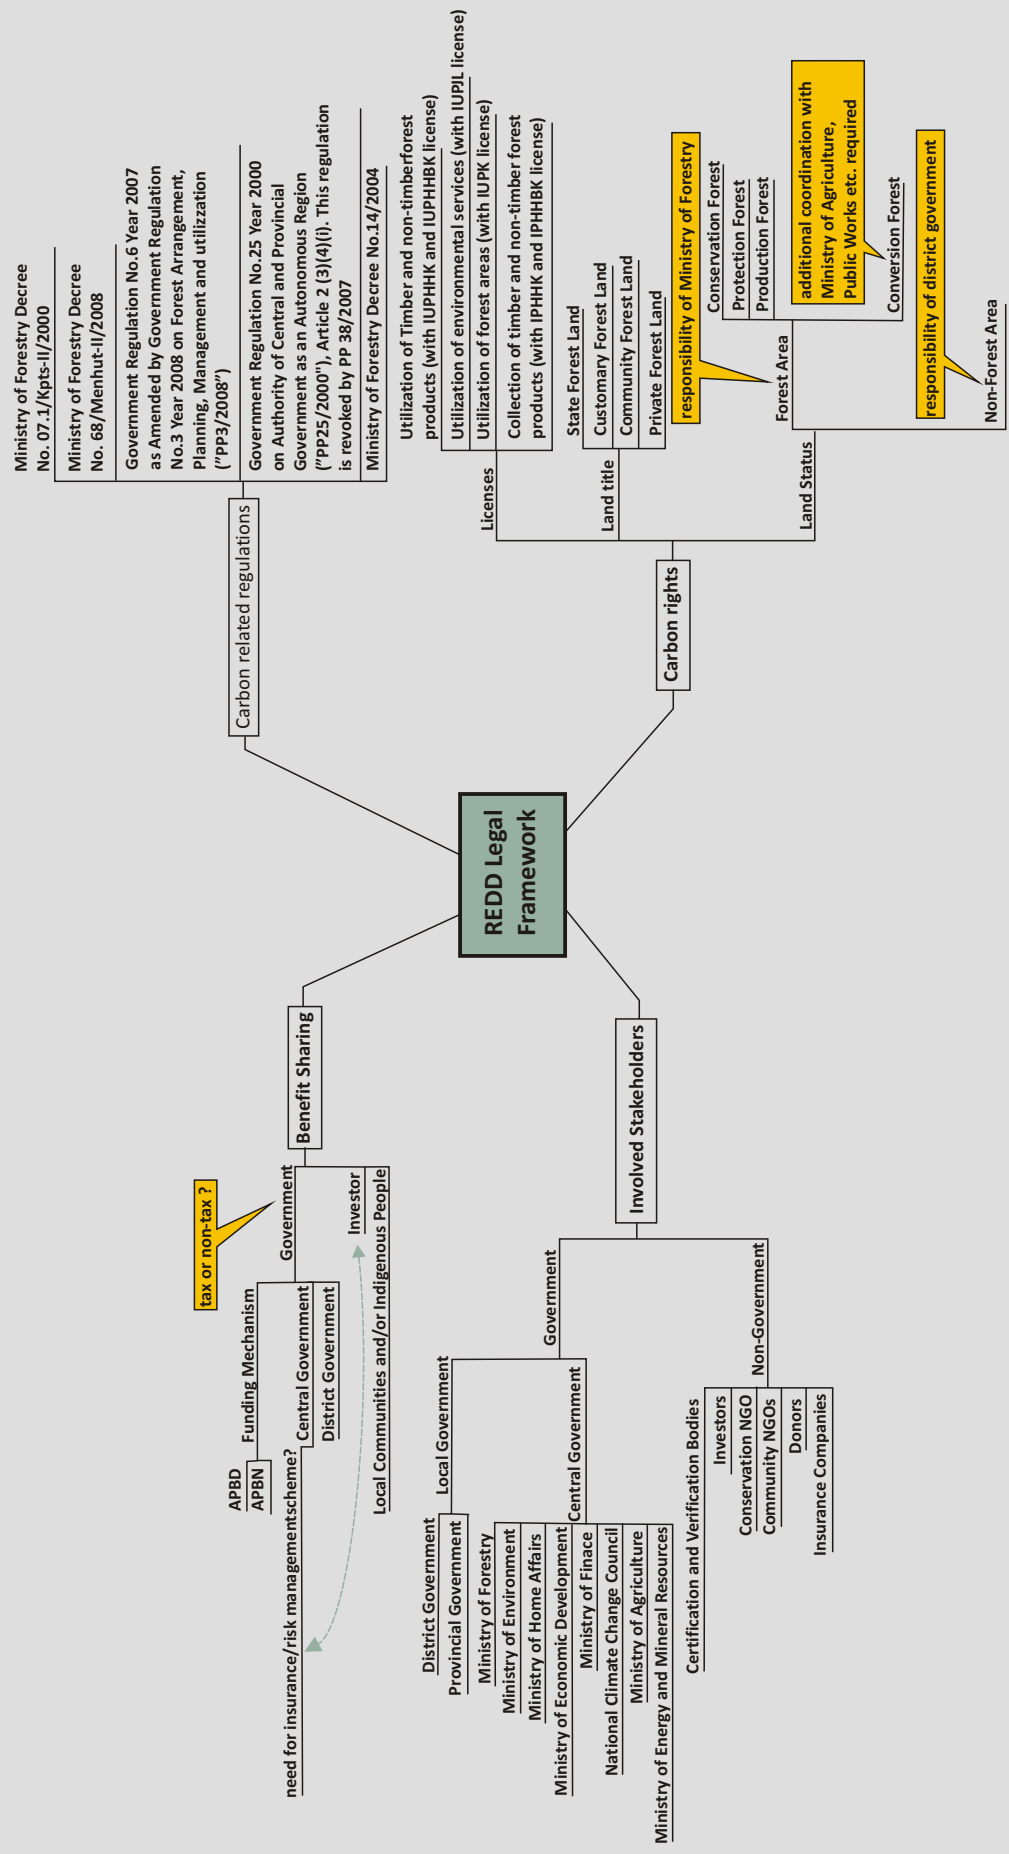 REDD Legal
Framework
Benefit Sharing
tax or non-tax ?
Government
Funding Mechanism
APBD
APBN
Central Government
need for insurance/risk managementscheme?
District Government
Investor
Local Communities and/or Indigenous People
Involved Stakeholders
Government
Local Government
District Government
Provincial Government
Central Government
Ministry of Forestry
Ministry of Environment
Ministry of Home Affairs
Ministry of Economic Development
Ministry of Finace
National Climate Change Council
Ministry of Agriculture
Ministry of Energy and Mineral Resources
Non-Government
Certification and Verification Bodies
Investors
Conservation NGO
Community NGOs
Donors
Insurance Companies
Carbon related regulations
Ministry of Forestry Decree
No. 07.1/Kpts-II/2000
Ministry of Forestry Decree
No. 68/Menhut-II/2008
Government Regulation No.6 Year 2007
as Amended by Government Regulation
No.3 Year 2008 on Forest Arrangement,
Planning, Management and utilizzation
("PP3/2008")
Government Regulation No.25 Year 2000
on Authority of Central and Provincial
Government as an Autonomous Region
("PP25/2000"), Article 2 (3)(4)(l). This regulation
is revoked by PP 38/2007
Ministry of Forestry Decree No.14/2004
Carbon rights
Licenses
Utilization of Timber and non-timberforest
products (with IUPHHK and IUPHHBK license)
Utilization of environmental services (with IUPJL license)
Utilization of forest areas (with IUPK license)
Collection of timber and non-timber forest
products (with IPHHK and IPHHBK license)
Land title
State Forest Land
Customary Forest Land
Community Forest Land
Private Forest Land
Land Status
responsibility of Ministry of Forestry
Forest Area
Conservation Forest
Protection Forest
Production Forest
additional coordination with
Ministry of Agriculture,
Public Works etc. required
Conversion Forest
responsibility of district government
Non-Forest Area